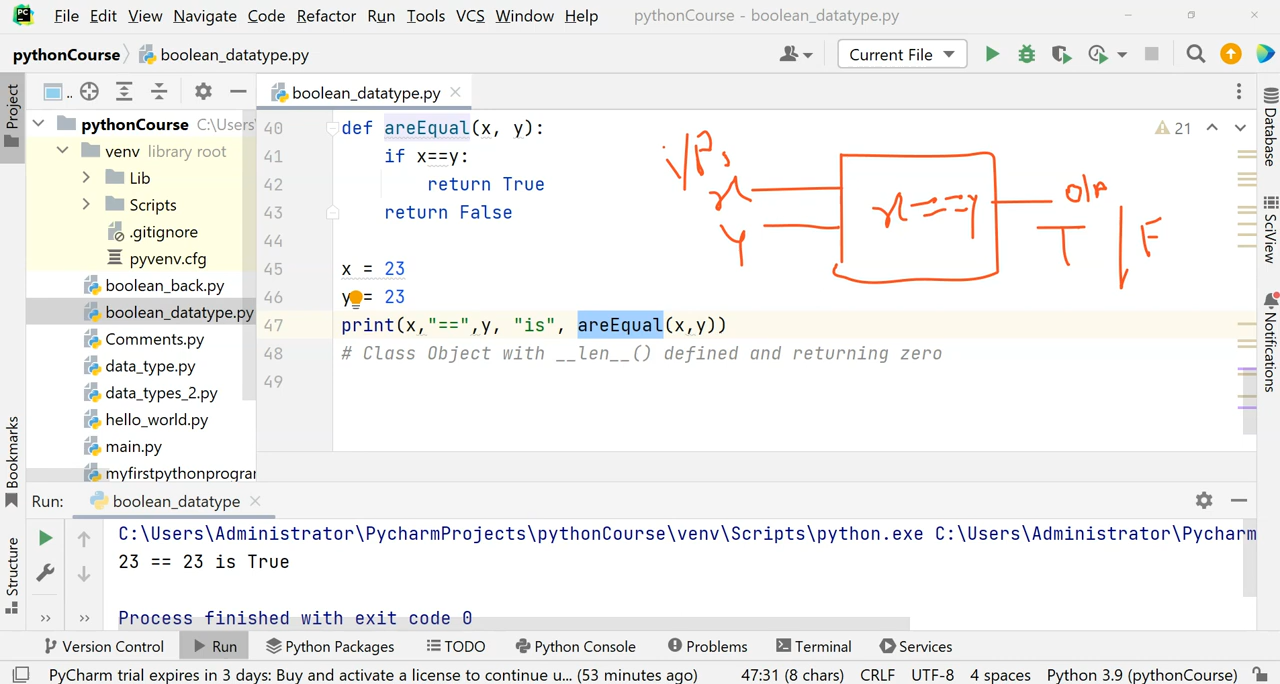 File Edit View Navigate Code Refactor Run Tools VCS Window Help pythonCourse - boolean_datatype.py
pythonCourse boolean_datatype.py Current File
Project
boolean_datatype.py
pythonCourse C:\Users
venv library root
Lib
Scripts
.gitignore
pyvenv.cfg
boolean_back.py
boolean_datatype.py
Comments.py
data_type.py
data_types_2.py
hello_world.py
main.py
myfirstpythonprogram
40 def areEqual(x, y):
41 if x==y:
42 return True
43 return False
44
45 x = 23
46 y = 23
47 print(x,"==",y, "is", areEqual(x,y))
48 # Class Object with __len__() defined and returning zero
49
21
i/P,
x
y
x == y
o/P
T
F
Database
SciView
Notifications
Bookmarks
Structure
Run: boolean_datatype
C:\Users\Administrator\PycharmProjects\pythonCourse\venv\Scripts\python.exe C:\Users\Administrator\Pycharm
23 == 23 is True
Process finished with exit code 0
Version Control Run Python Packages TODO Python Console Problems Terminal Services
PyCharm trial expires in 3 days: Buy and activate a license to continue u... (53 minutes ago) 47:31 (8 chars) CRLF UTF-8 4 spaces Python 3.9 (pythonCourse)